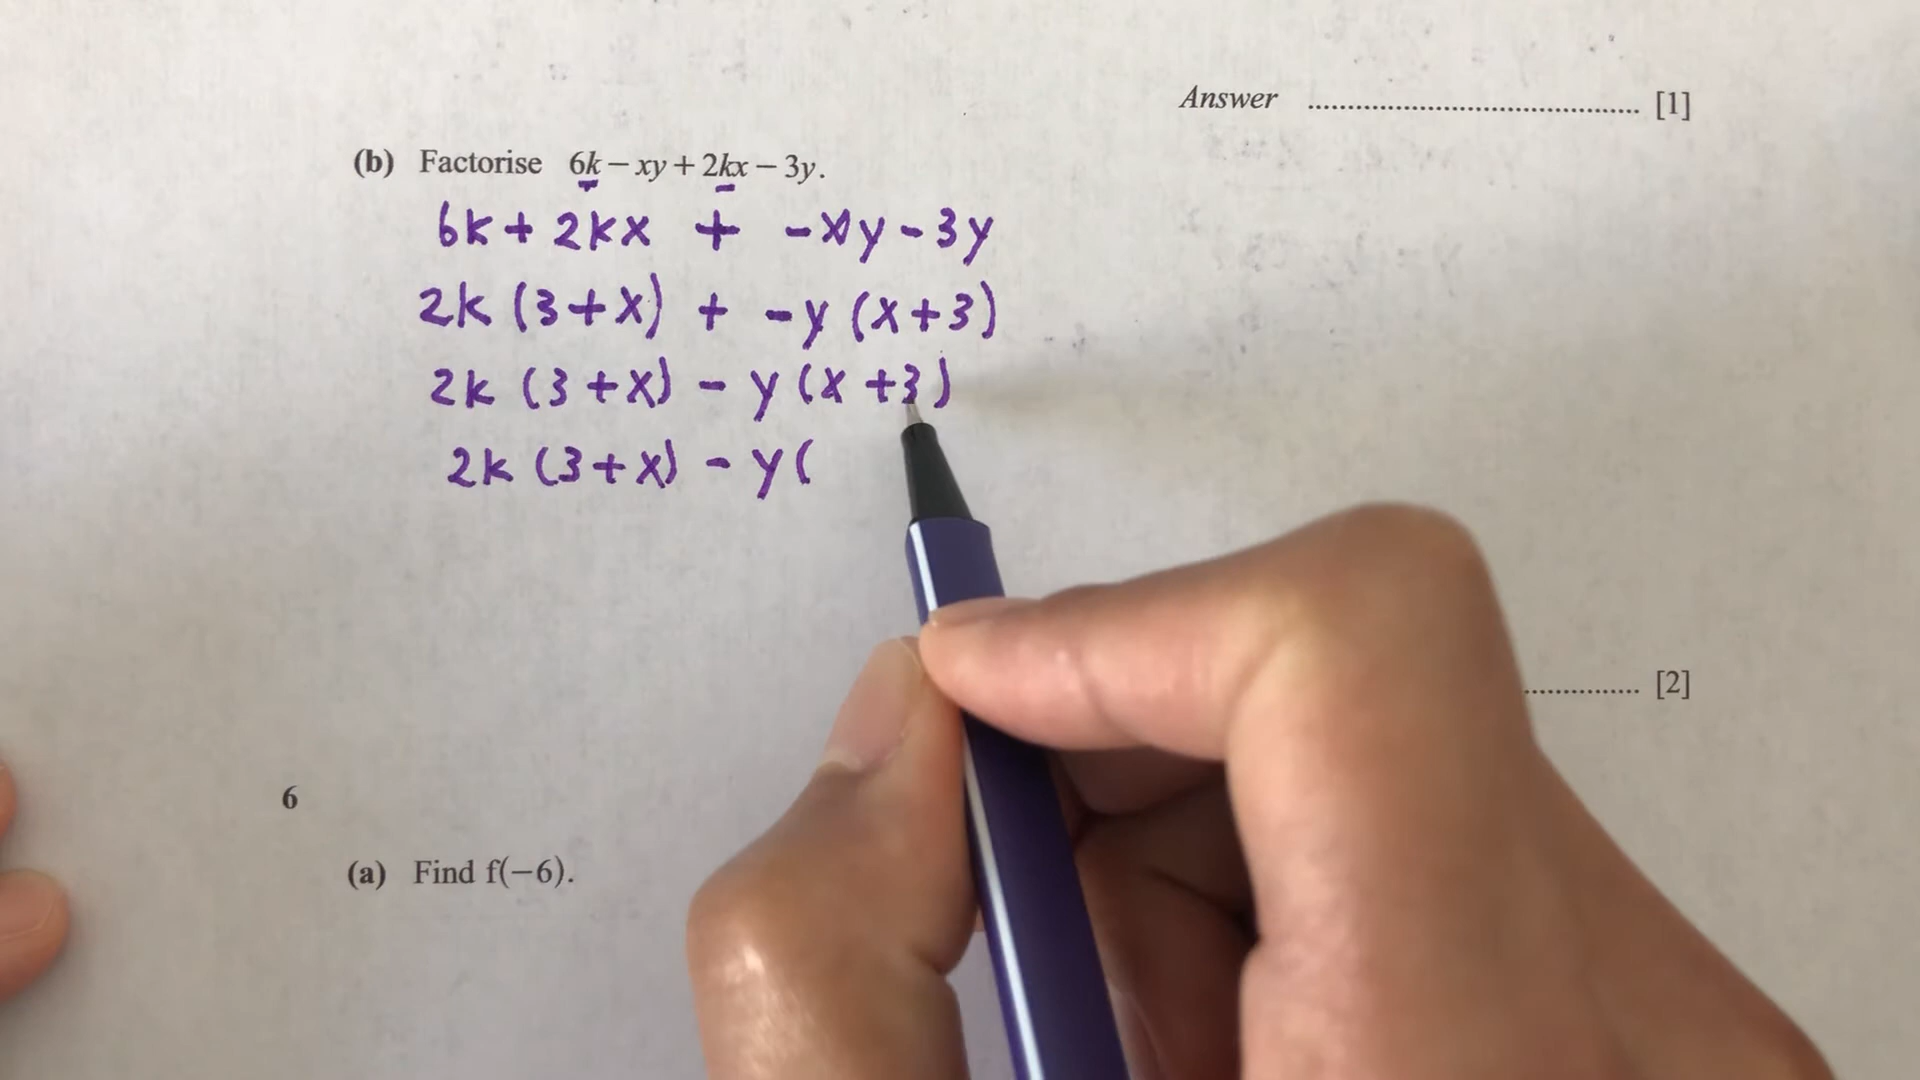 Answer ........................................ [1]
(b) Factorise 6k − xy + 2kx − 3y.
6k + 2kx + -xy - 3y
2k (3+x) + -y (x+3)
2k (3+x) - y (x+3)
2k (3+x) - y (
............... [2]
6
(a) Find f(−6).